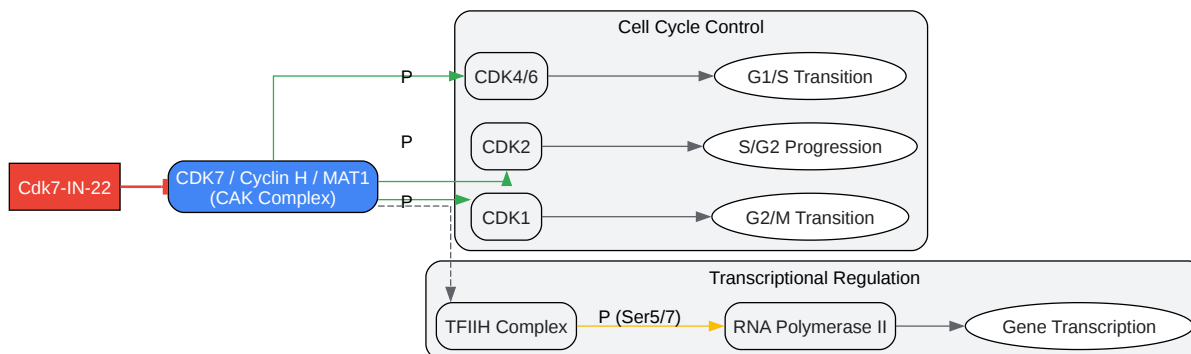 Cell Cycle Control
P
CDK4/6
G1/S Transition
P
CDK2
S/G2 Progression
Cdk7-IN-22
CDK7 / Cyclin H / MAT1
(CAK Complex)
P
CDK1
G2/M Transition
Transcriptional Regulation
TFIIH Complex
P (Ser5/7)
RNA Polymerase II
Gene Transcription